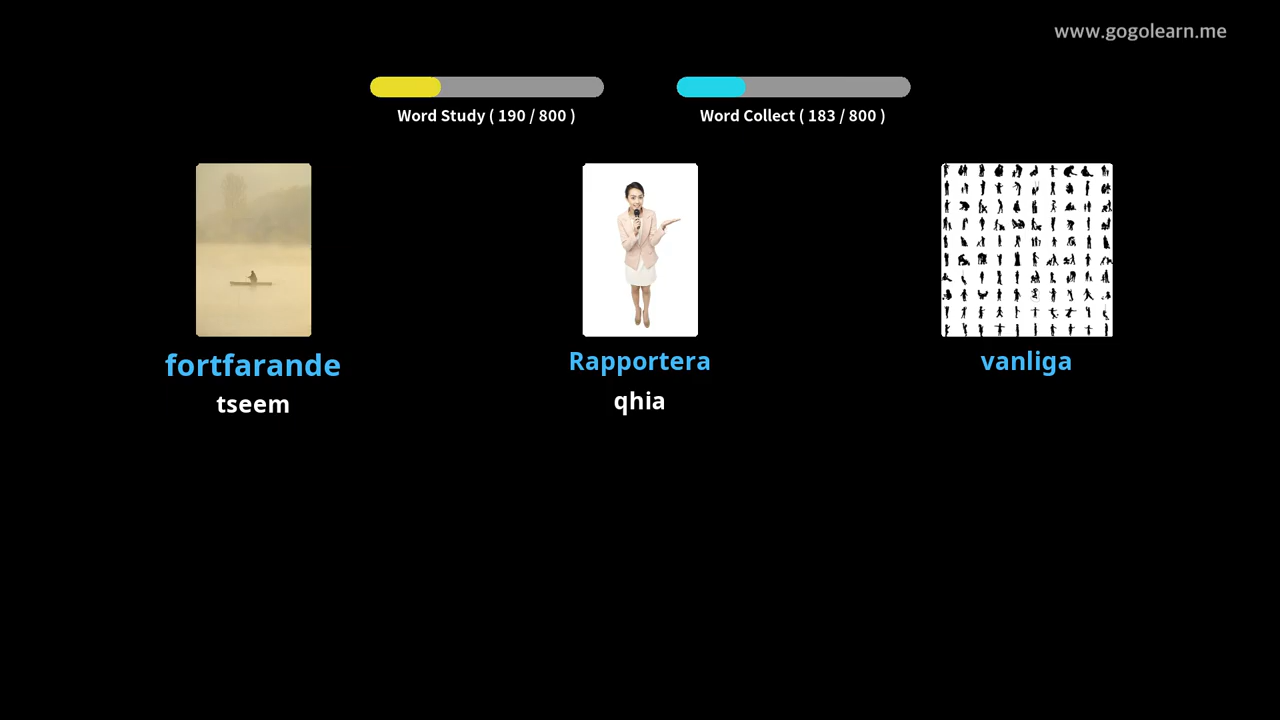 www.gogolearn.me
Word Study ( 190 / 800 )
Word Collect ( 183 / 800 )
fortfarande
tseem
Rapportera
qhia
vanliga